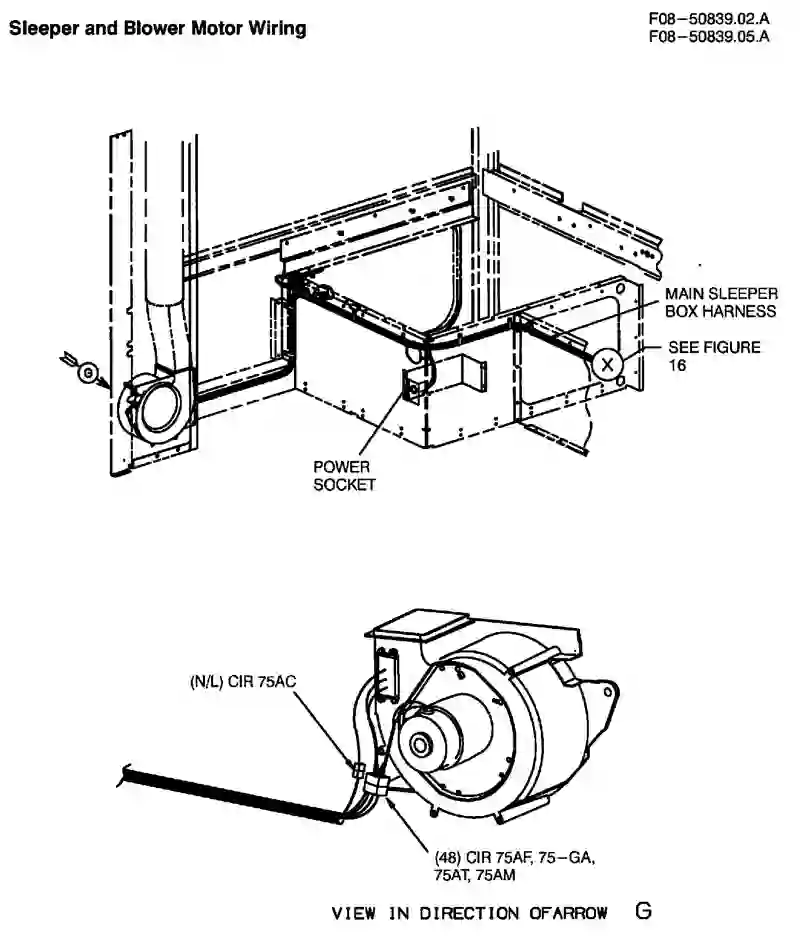 Sleeper and Blower Motor Wiring
F08-50839.02.A
F08-50839.05.A
MAIN SLEEPER
BOX HARNESS
SEE FIGURE
16
X
G
POWER
SOCKET
(N/L) CIR 75AC
(48) CIR 75AF, 75-GA,
75AT, 75AM
VIEW IN DIRECTION OFARROW G